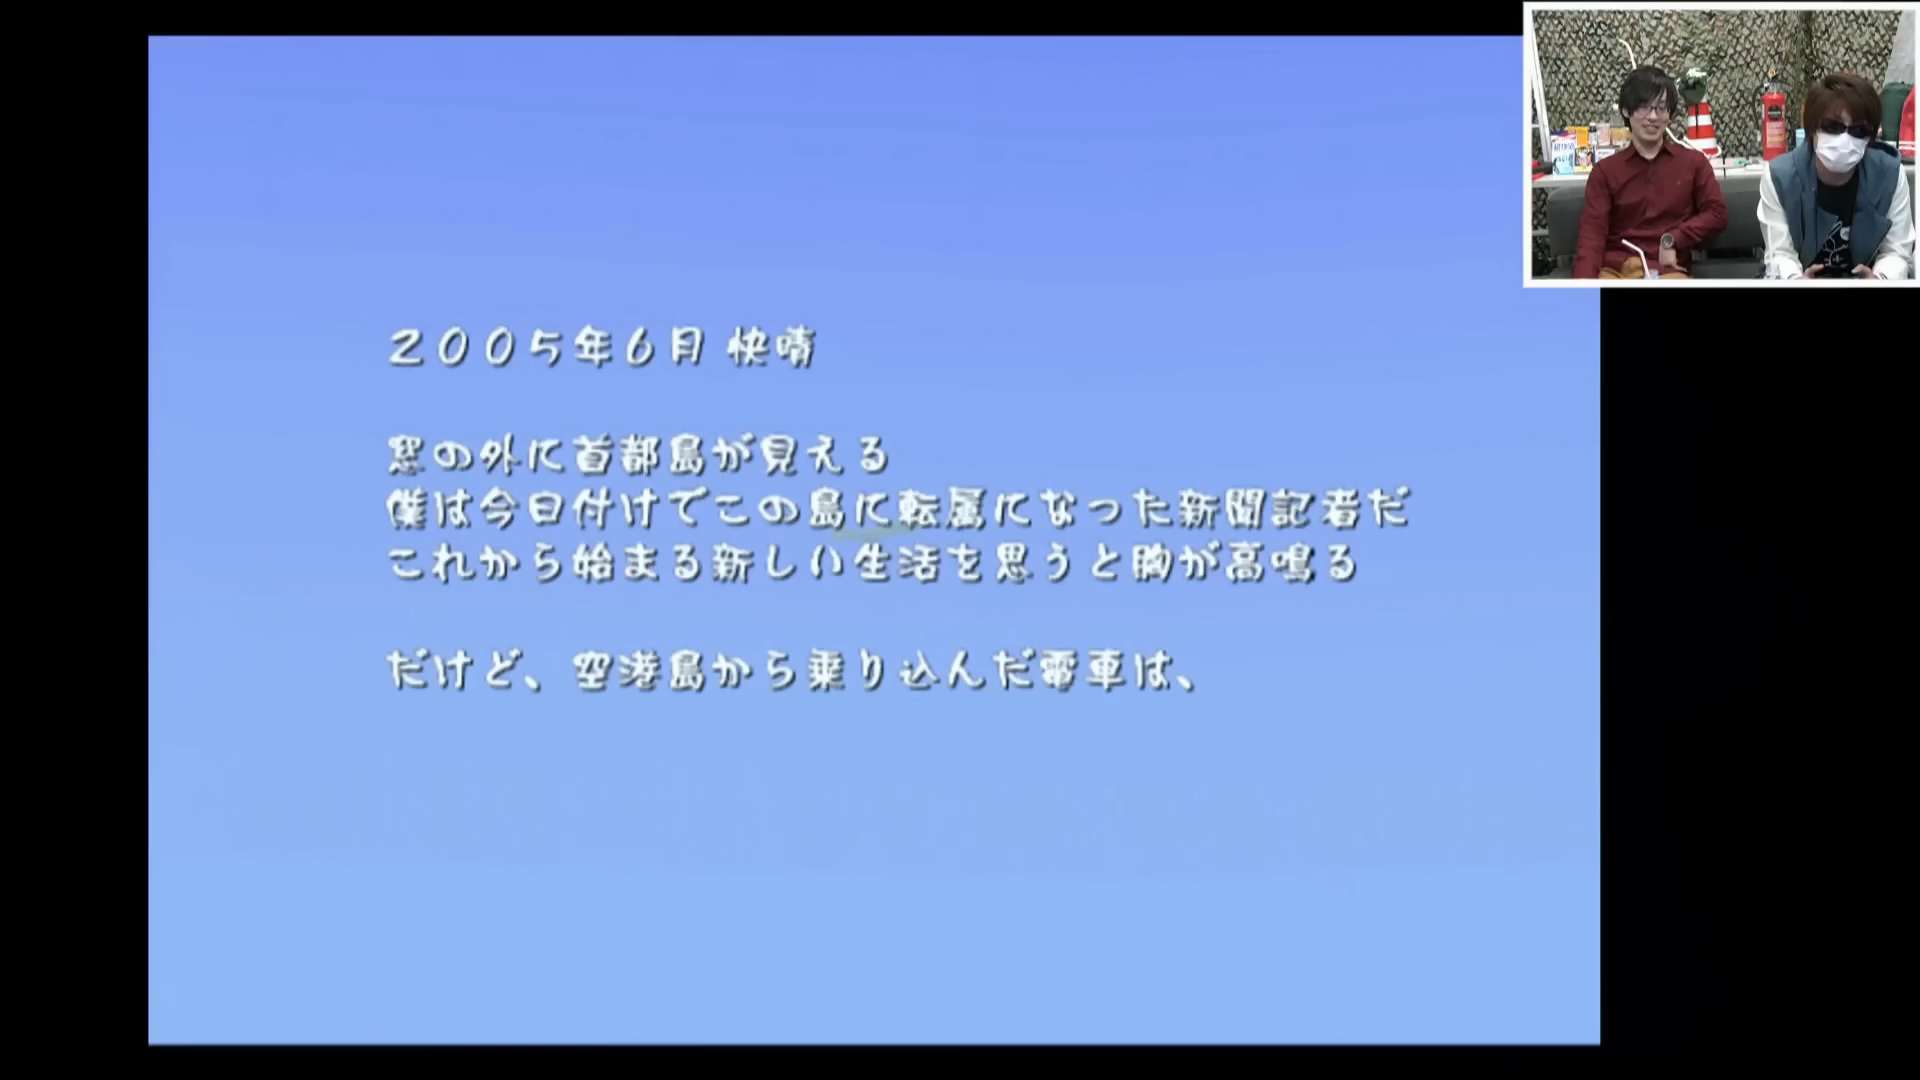 2005年6月 快晴
窓の外に首都島が見える
僕は今日付けでこの島に転属になった新聞記者だ
これから始まる新しい生活を思うと胸が高鳴る
だけど、空港島から乗り込んだ電車は、